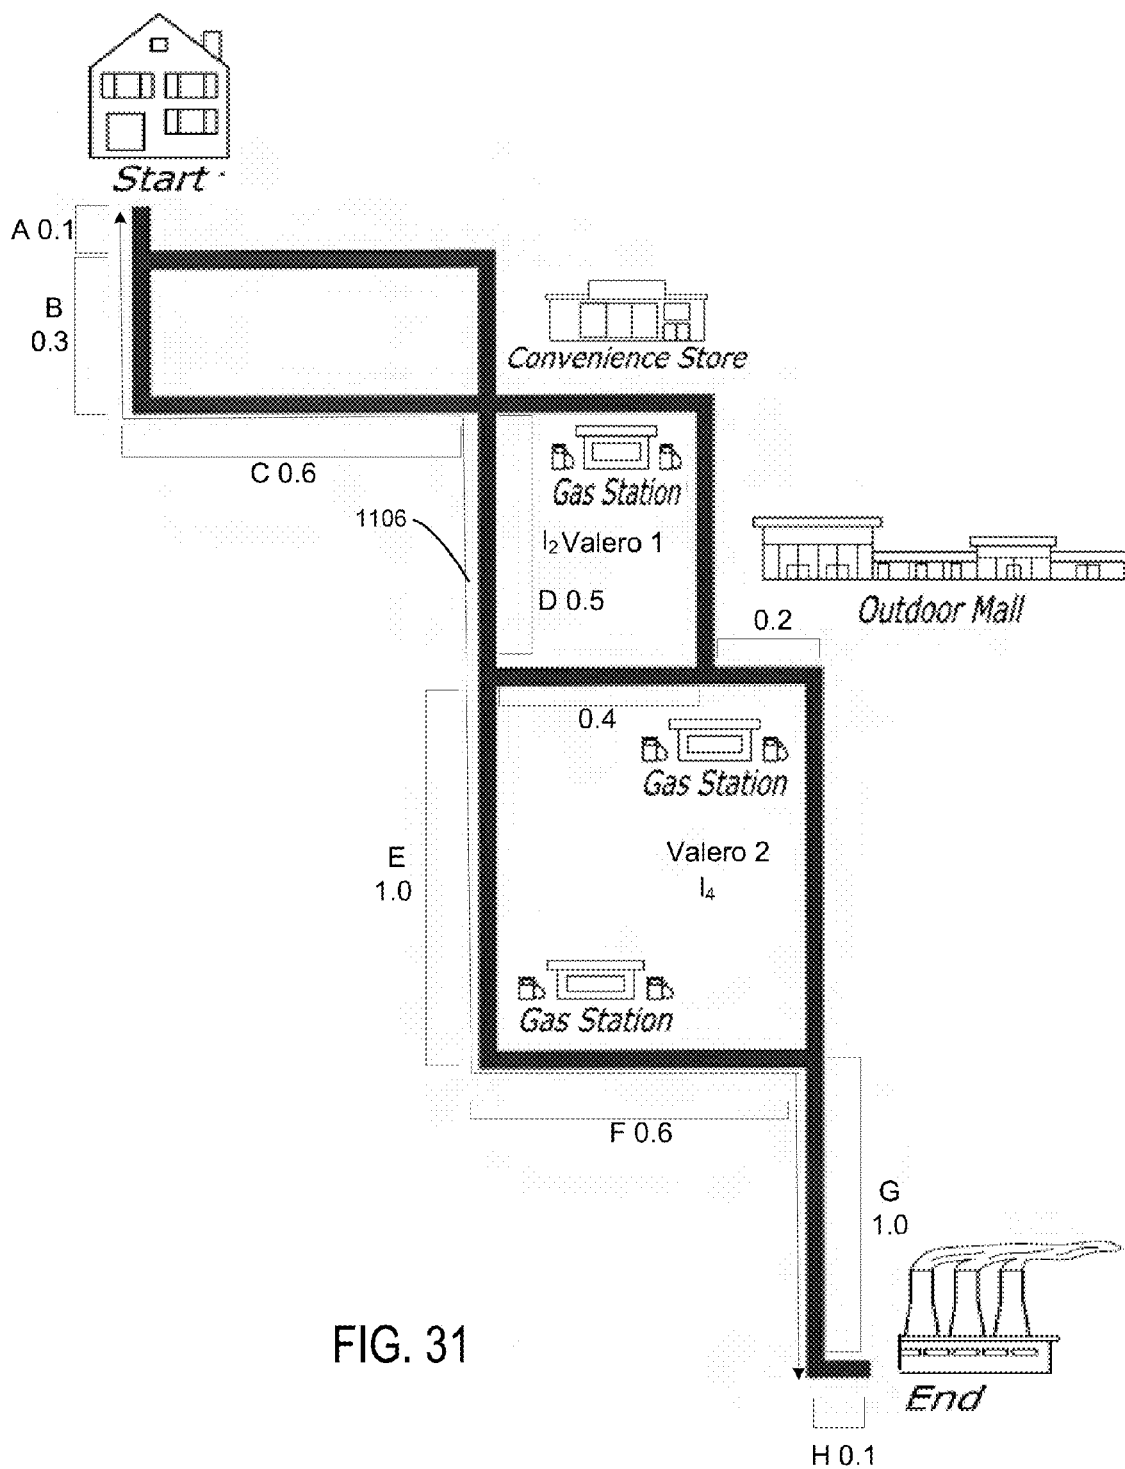 Start
A 0.1
B
0.3
Convenience Store
C 0.6
Gas Station
1106
I₂ Valero 1
D 0.5
Outdoor Mall
0.2
0.4
Gas Station
Valero 2
I₄
E
1.0
Gas Station
F 0.6
G
1.0
FIG. 31
End
H 0.1